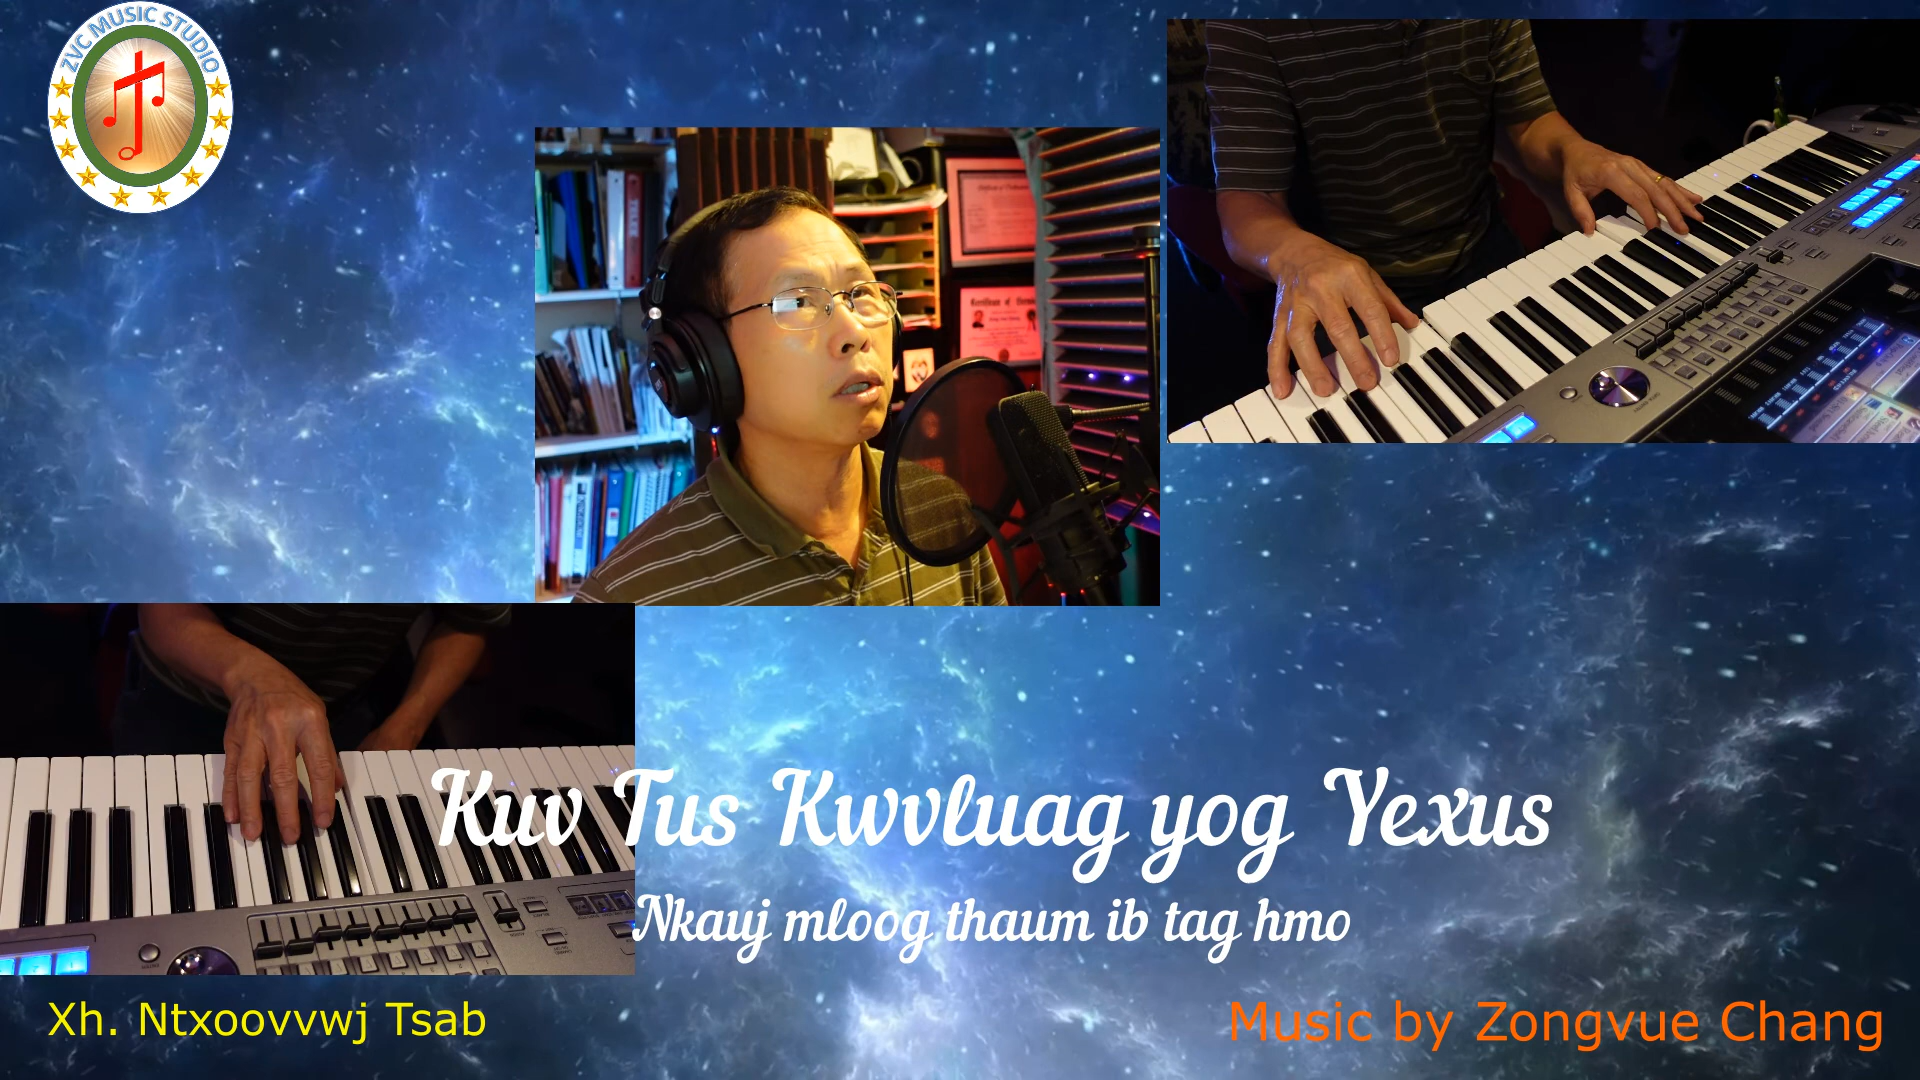 ZVC MUSIC STUDIO
Kuv Tus Kwvluag yog Yexus
Nkauj mloog thaum ib tag hmo
Xh. Ntxoovvwj Tsab
Music by Zongvue Chang